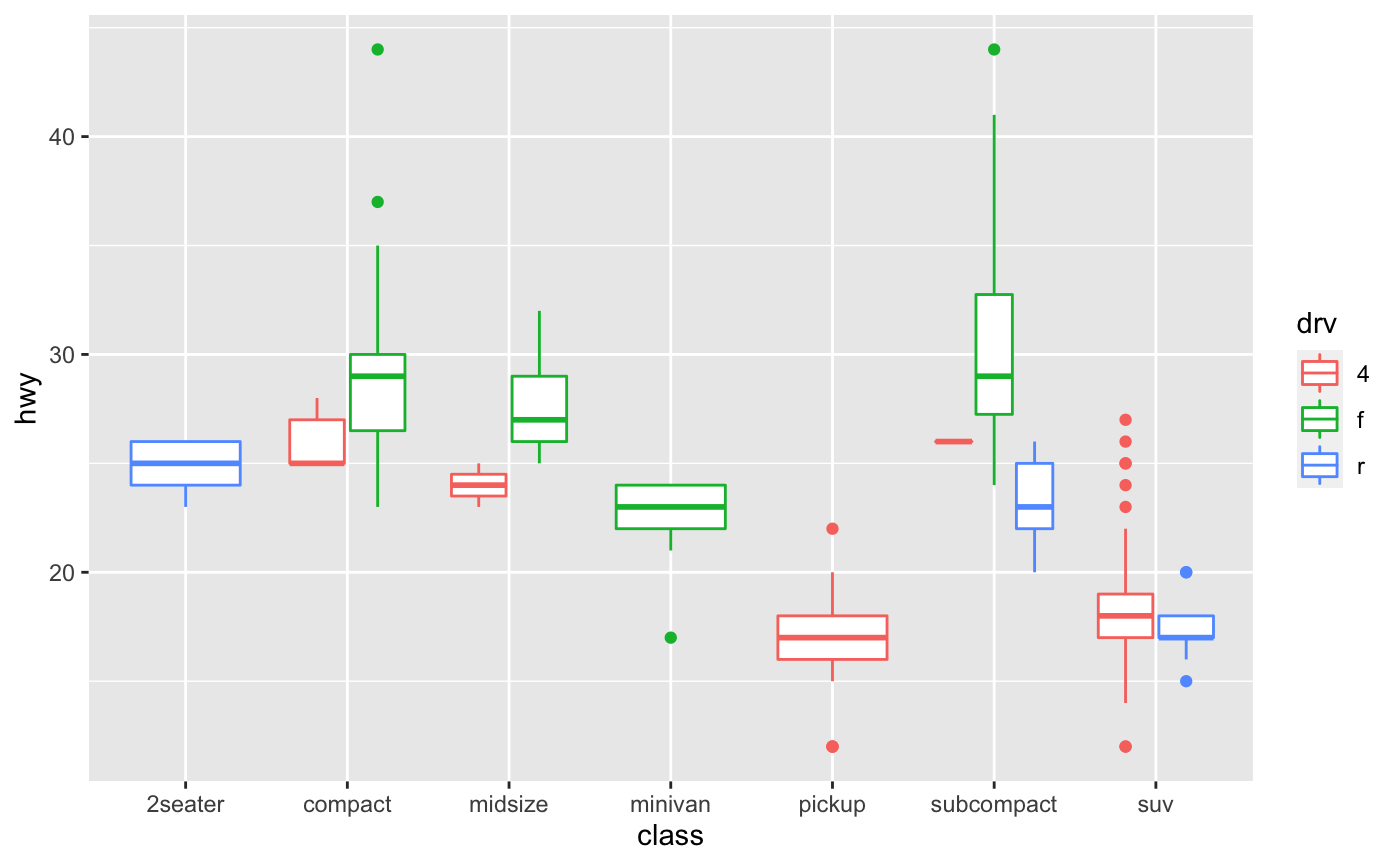 hwy
40
30
20
2seater compact midsize minivan pickup subcompact suv
class
drv
4
f
r